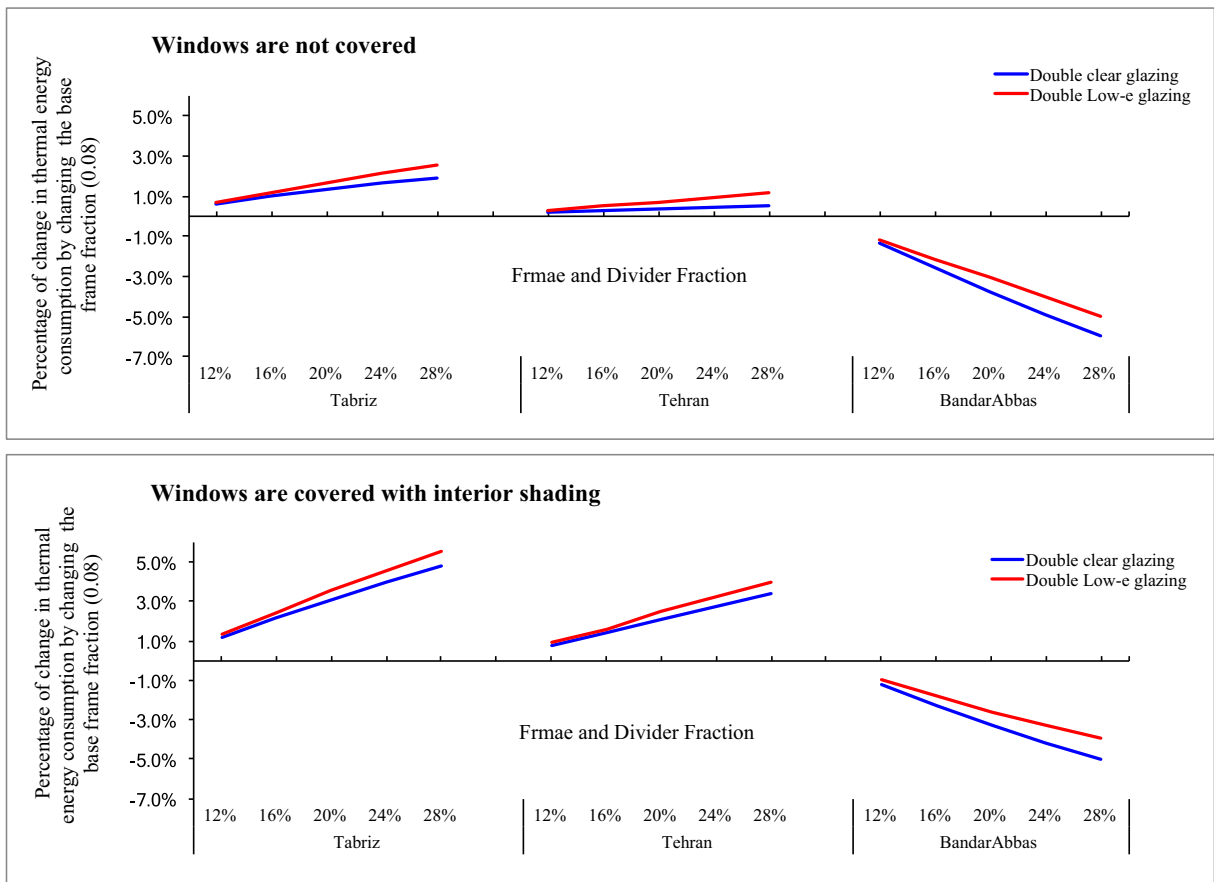 Windows are not covered
Percentage of change in thermal energy
consumption by changing the base
frame fraction (0.08)
Double clear glazing
Double Low-e glazing
5.0%
3.0%
1.0%
-1.0%
-3.0%
-5.0%
-7.0%
Frmae and Divider Fraction
12% 16% 20% 24% 28% 12% 16% 20% 24% 28% 12% 16% 20% 24% 28%
Tabriz Tehran BandarAbbas
Windows are covered with interior shading
Percentage of change in thermal
energy consumption by changing the
base frame fraction (0.08)
Double clear glazing
Double Low-e glazing
5.0%
3.0%
1.0%
-1.0%
-3.0%
-5.0%
-7.0%
Frmae and Divider Fraction
12% 16% 20% 24% 28% 12% 16% 20% 24% 28% 12% 16% 20% 24% 28%
Tabriz Tehran BandarAbbas